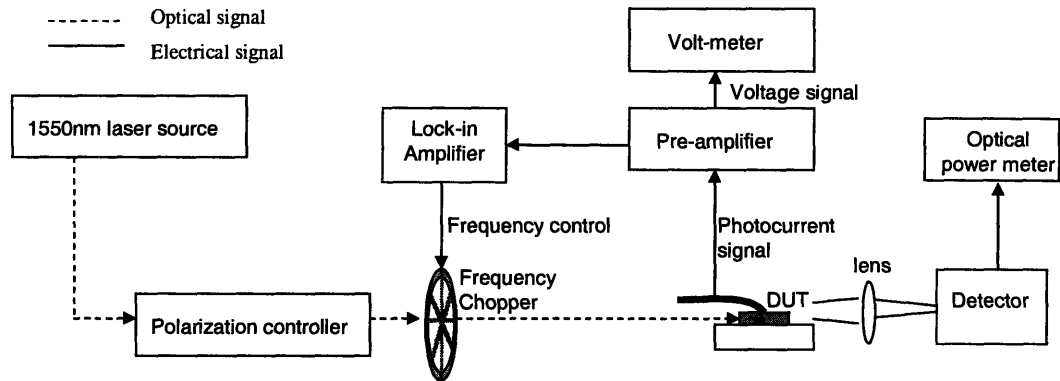 Optical signal
Electrical signal
Volt-meter
Voltage signal
1550nm laser source
Lock-in
Amplifier
Pre-amplifier
Optical
power meter
Frequency control
Photocurrent
signal
Frequency
Chopper
lens
DUT
Detector
Polarization controller